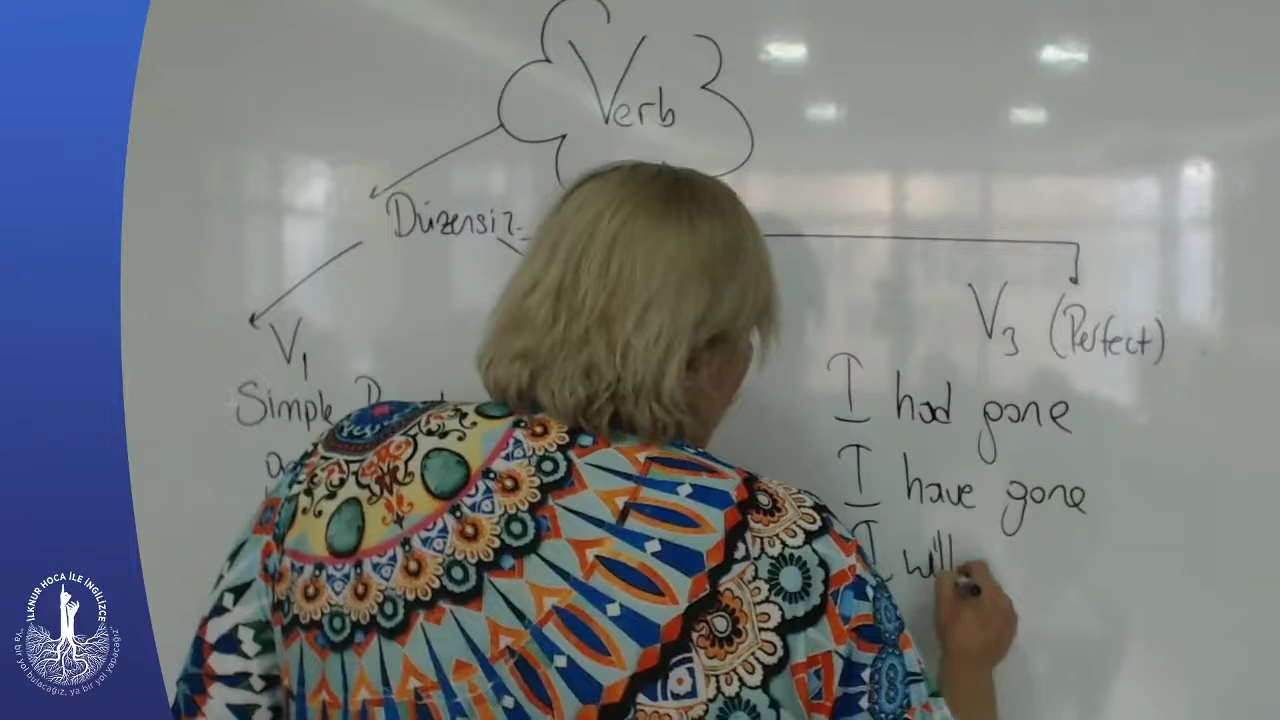 Verb
Düzensiz
V1
V3 (Perfect)
Simple
I had gone
I have gone
I will
İLKNUR HOCA İLE İNGİLİZCE